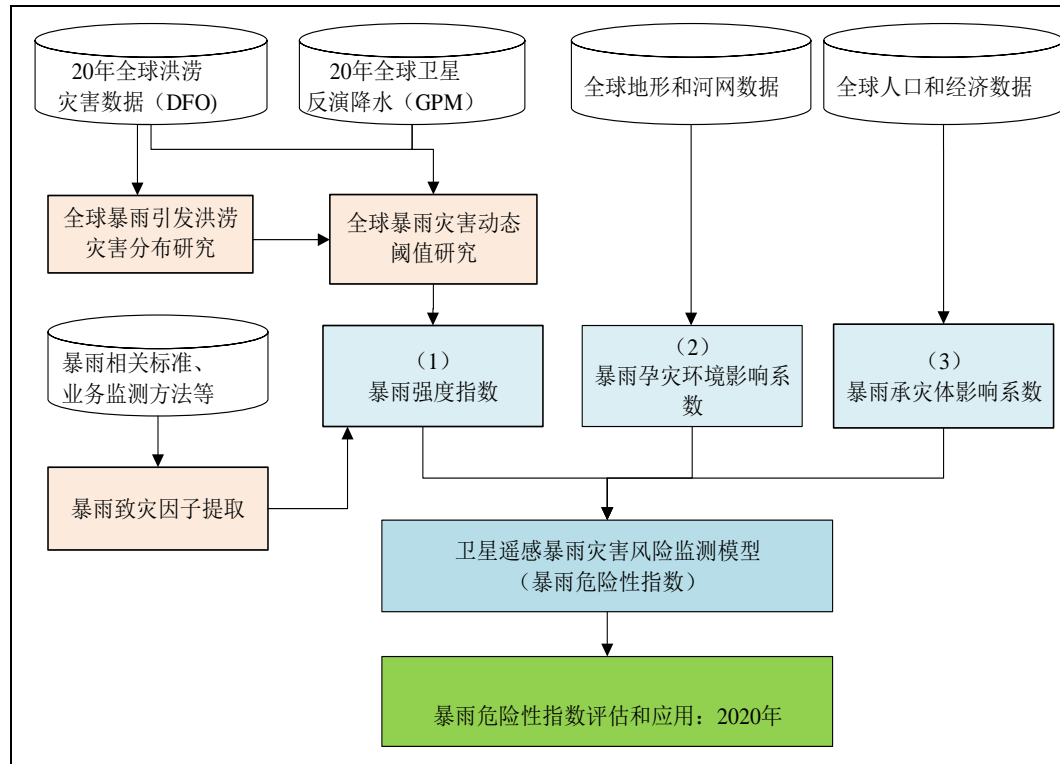 20年全球洪涝
灾害数据（DFO)
20年全球卫星
反演降水（GPM）
全球地形和河网数据
全球人口和经济数据
全球暴雨引发洪涝
灾害分布研究
全球暴雨灾害动态
阈值研究
暴雨相关标准、
业务监测方法等
（1）
暴雨强度指数
（2）
暴雨孕灾环境影响系
数
（3）
暴雨承灾体影响系数
暴雨致灾因子提取
卫星遥感暴雨灾害风险监测模型
（暴雨危险性指数）
暴雨危险性指数评估和应用：2020年